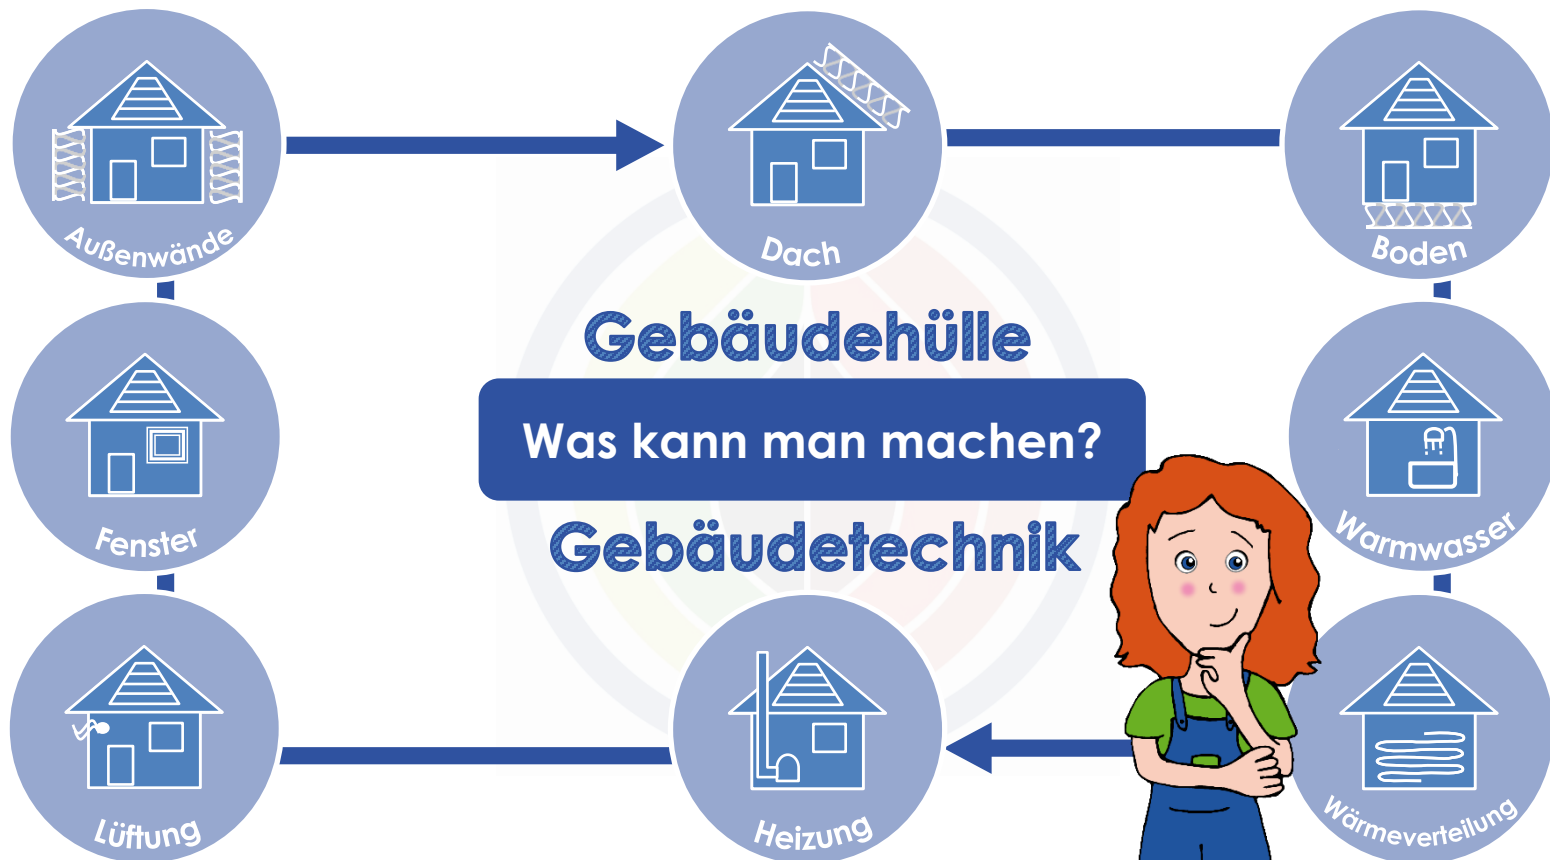 Außenwände
Dach
Boden
Gebäudehülle
Was kann man machen?
Gebäudetechnik
Fenster
Warmwasser
Lüftung
Heizung
Wärmeverteilung